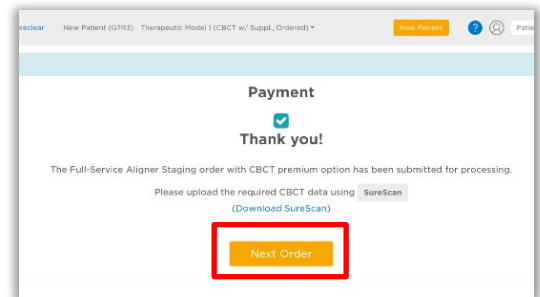 New Patient (G7R3) Therapeutic Model 1 (CBCT w/ Suppl., Ordered)
New Patient
?
Payment
Thank you!
The Full-Service Aligner Staging order with CBCT premium option has been submitted for processing.
Please upload the required CBCT data using SureScan
(Download SureScan)
Next Order